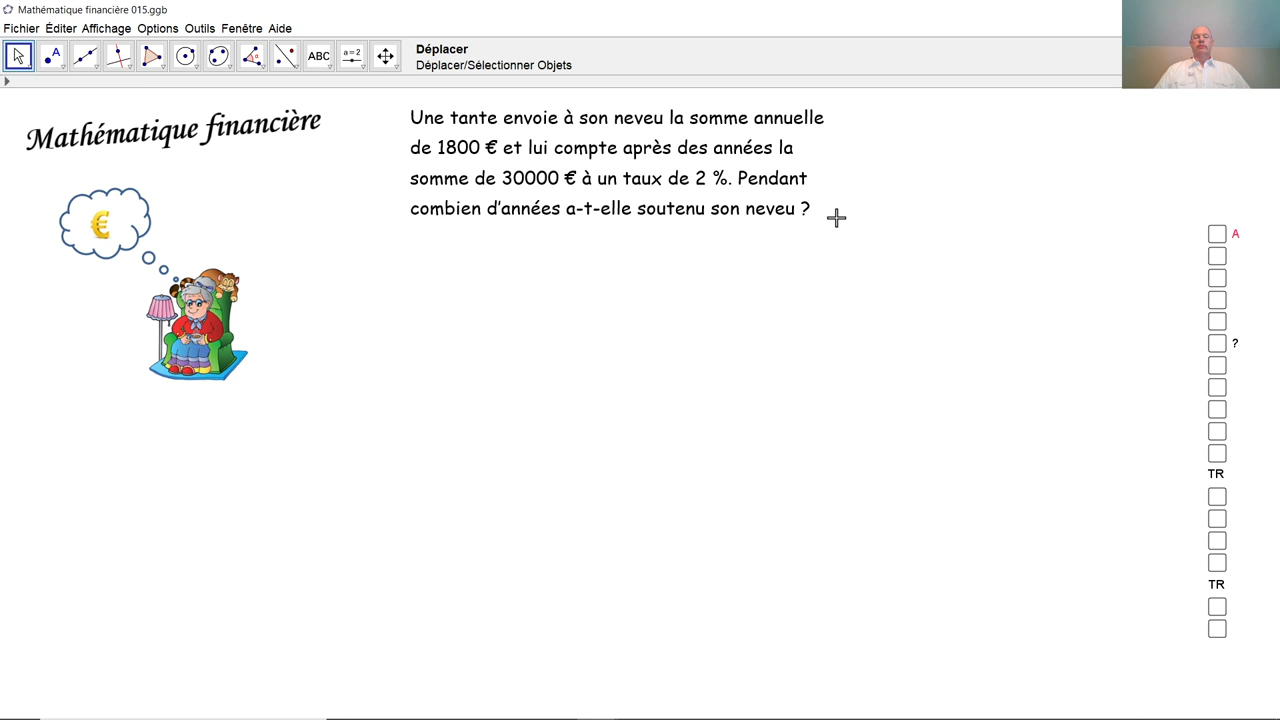 Mathématique financière 015.ggb
Fichier Éditer Affichage Options Outils Fenêtre Aide
A
ABC
a=2
Déplacer
Déplacer/Sélectionner Objets
Mathématique financière
Une tante envoie à son neveu la somme annuelle
de 1800 € et lui compte après des années la
somme de 30000 € à un taux de 2 %. Pendant
combien d'années a-t-elle soutenu son neveu ?
€
A
?
TR
TR